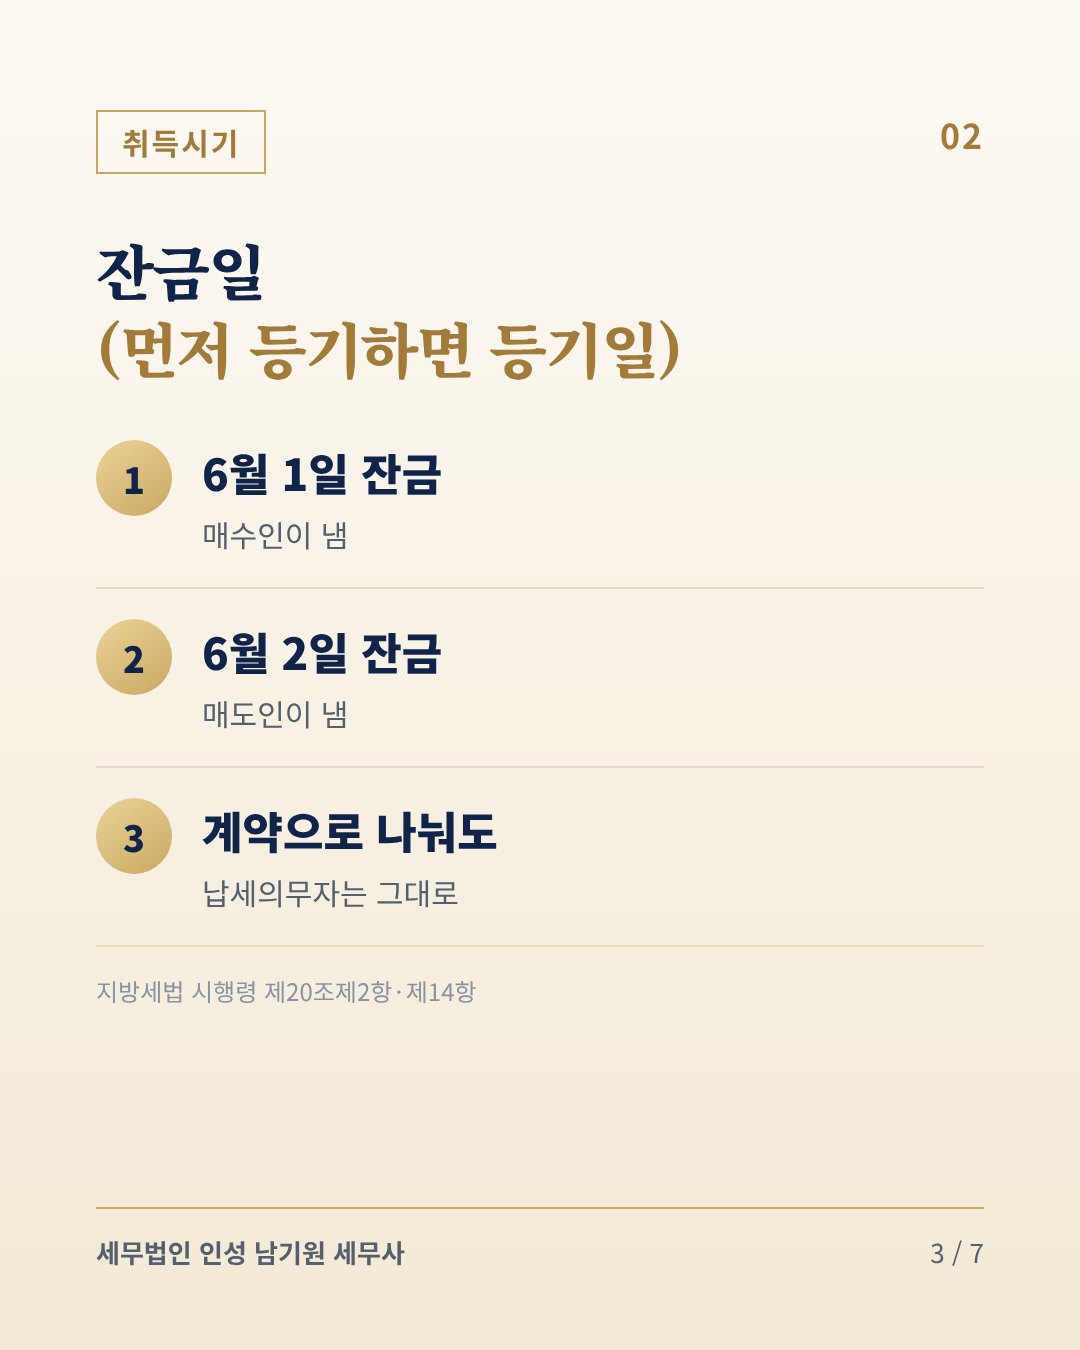 취득시기
02
잔금일
(먼저 등기하면 등기일)
1
6월 1일 잔금
매수인이 냄
2
6월 2일 잔금
매도인이 냄
3
계약으로 나눠도
납세의무자는 그대로
지방세법 시행령 제20조제2항·제14항
세무법인 인성 남기원 세무사
3 / 7